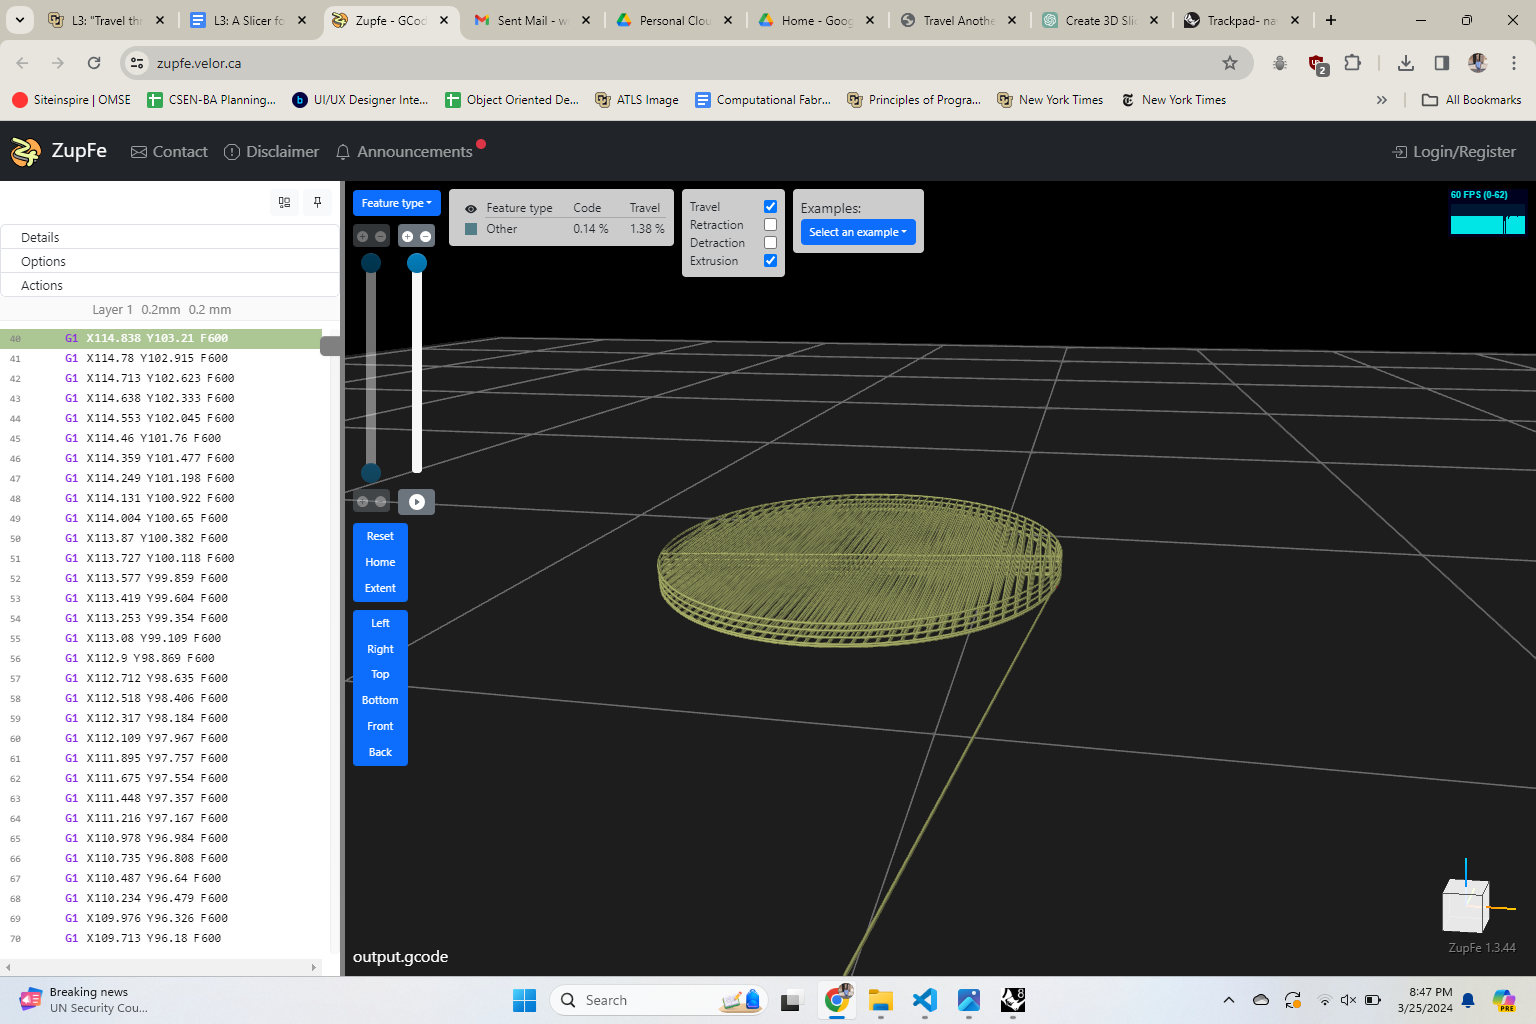 L3: "Travel th
L3: A Slicer fo
Zupfe - GCod
Sent Mail - w
Personal Clou
Home - Goog
Travel Anothe
Create 3D Slic
Trackpad- na
zupfe.velor.ca
2
Siteinspire | OMSE
CSEN-BA Planning...
UI/UX Designer Inte...
Object Oriented De...
ATLS Image
Computational Fabr...
Principles of Progra...
New York Times
New York Times
All Bookmarks
ZupFe
Contact
Disclaimer
Announcements
Login/Register
Details
Options
Actions
Layer 1 0.2mm 0.2 mm
40 G1 X114.838 Y103.21 F600
41 G1 X114.78 Y102.915 F600
42 G1 X114.713 Y102.623 F600
43 G1 X114.638 Y102.333 F600
44 G1 X114.553 Y102.045 F600
45 G1 X114.46 Y101.76 F600
46 G1 X114.359 Y101.477 F600
47 G1 X114.249 Y101.198 F600
48 G1 X114.131 Y100.922 F600
49 G1 X114.004 Y100.65 F600
50 G1 X113.87 Y100.382 F600
51 G1 X113.727 Y100.118 F600
52 G1 X113.577 Y99.859 F600
53 G1 X113.419 Y99.604 F600
54 G1 X113.253 Y99.354 F600
55 G1 X113.08 Y99.109 F600
56 G1 X112.9 Y98.869 F600
57 G1 X112.712 Y98.635 F600
58 G1 X112.518 Y98.406 F600
59 G1 X112.317 Y98.184 F600
60 G1 X112.109 Y97.967 F600
61 G1 X111.895 Y97.757 F600
62 G1 X111.675 Y97.554 F600
63 G1 X111.448 Y97.357 F600
64 G1 X111.216 Y97.167 F600
65 G1 X110.978 Y96.984 F600
66 G1 X110.735 Y96.808 F600
67 G1 X110.487 Y96.64 F600
68 G1 X110.234 Y96.479 F600
69 G1 X109.976 Y96.326 F600
70 G1 X109.713 Y96.18 F600
Feature type
Feature type Code Travel
Other 0.14 % 1.38 %
Travel
Retraction
Detraction
Extrusion
Examples:
Select an example
60 FPS (0-62)
Reset
Home
Extent
Left
Right
Top
Bottom
Front
Back
output.gcode
ZupFe 1.3.44
Breaking news
UN Security Cou...
Search
8
8:47 PM
3/25/2024
PRE